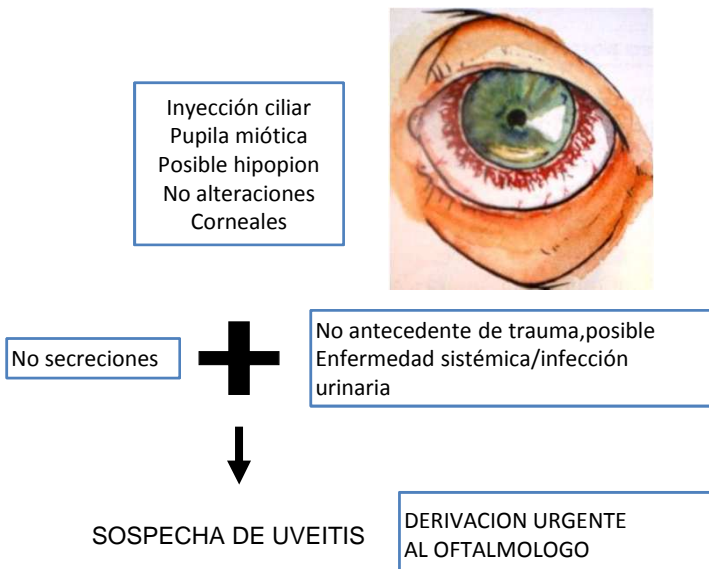 Inyección ciliar
Pupila miótica
Posible hipopion
No alteraciones
Corneales
No secreciones
No antecedente de trauma,posible
Enfermedad sistémica/infección
urinaria
SOSPECHA DE UVEITIS
DERIVACION URGENTE
AL OFTALMOLOGO